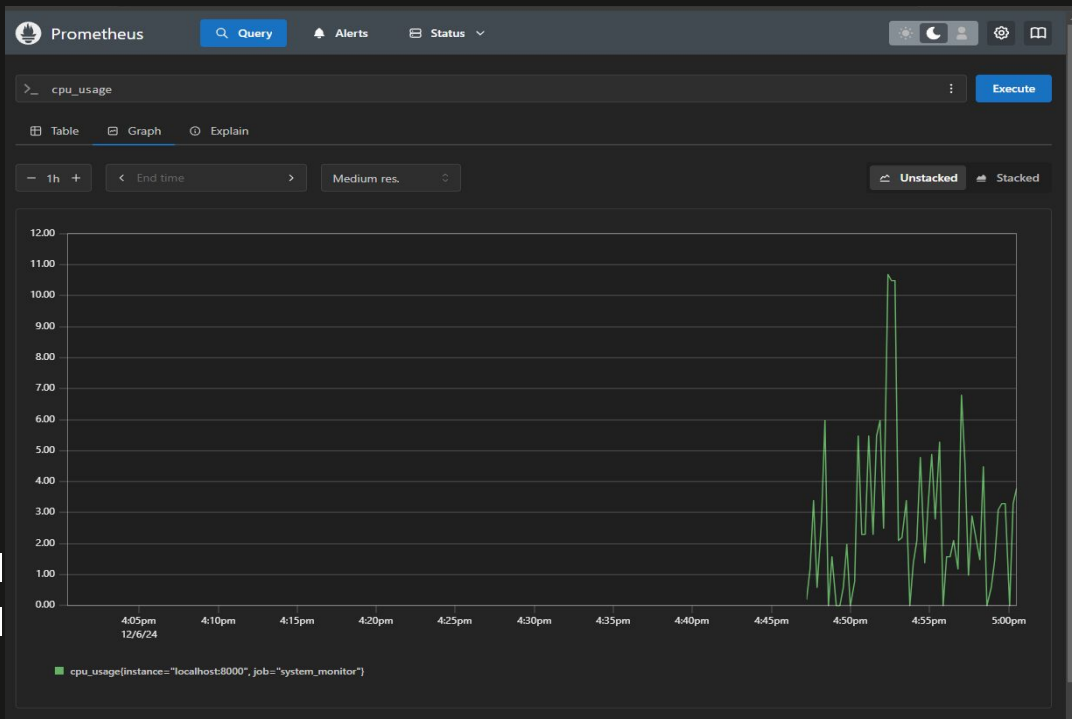 Prometheus Query Alerts Status
>_ cpu_usage Execute
Table Graph Explain
− 1h + < End time > Medium res. Unstacked Stacked
12.00
11.00
10.00
9.00
8.00
7.00
6.00
5.00
4.00
3.00
2.00
1.00
0.00
4:05pm 4:10pm 4:15pm 4:20pm 4:25pm 4:30pm 4:35pm 4:40pm 4:45pm 4:50pm 4:55pm 5:00pm
12/6/24
cpu_usage{instance="localhost:8000", job="system_monitor"}